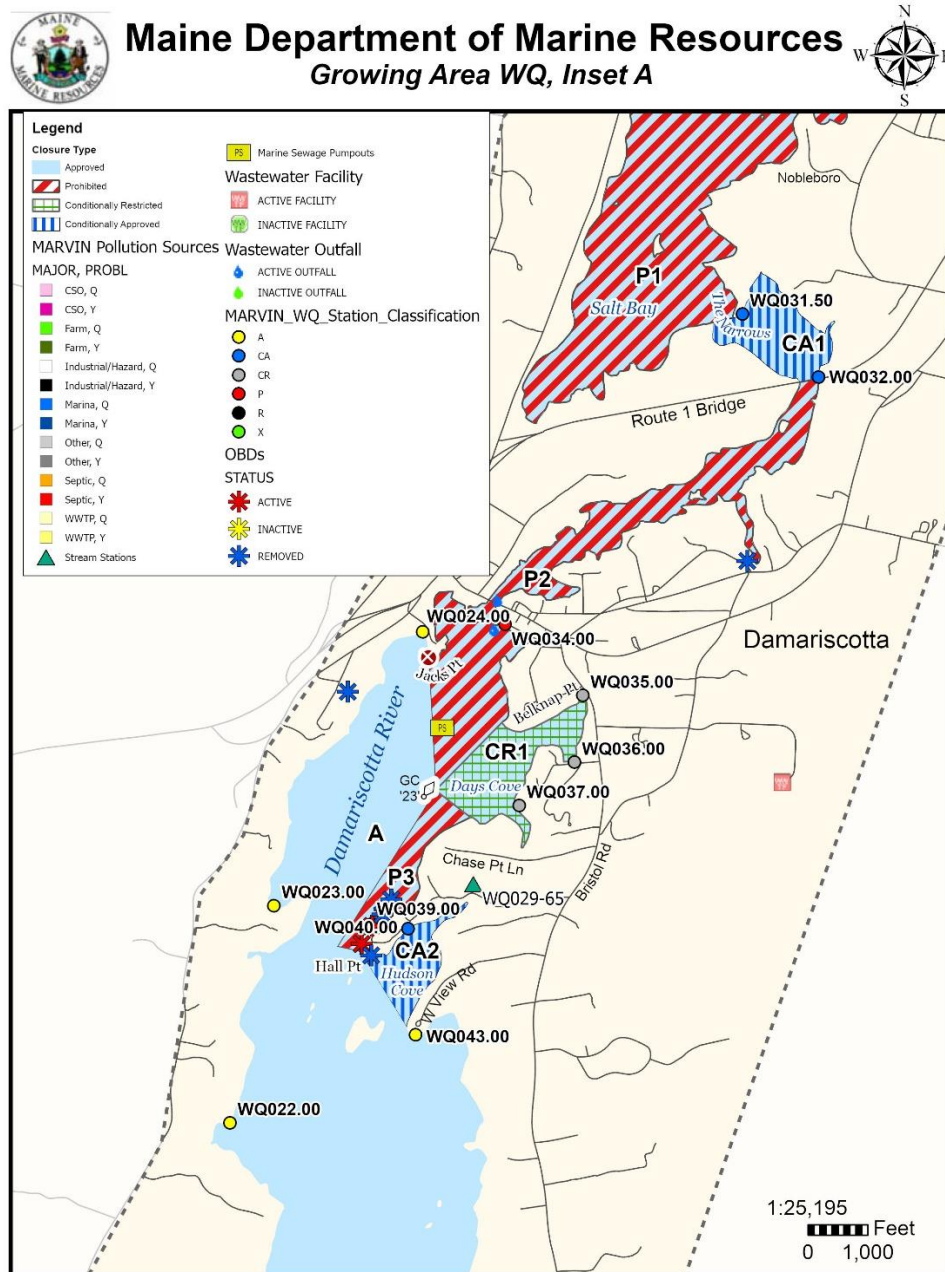 MAINE
MARINE RESOURCES
Maine Department of Marine Resources
Growing Area WQ, Inset A
N
W
E
S
Legend
Closure Type
Approved
Prohibited
Conditionally Restricted
Conditionally Approved
MARVIN Pollution Sources
MAJOR, PROBL
CSO, Q
CSO, Y
Farm, Q
Farm, Y
Industrial/Hazard, Q
Industrial/Hazard, Y
Marina, Q
Marina, Y
Other, Q
Other, Y
Septic, Q
Septic, Y
WWTP, Q
WWTP, Y
Stream Stations
PS Marine Sewage Pumpouts
Wastewater Facility
ACTIVE FACILITY
INACTIVE FACILITY
Wastewater Outfall
ACTIVE OUTFALL
INACTIVE OUTFALL
MARVIN_WQ_Station_Classification
A
CA
CR
P
R
X
OBDs
STATUS
ACTIVE
INACTIVE
REMOVED
Nobleboro
P1
Salt Bay
The Narrows
WQ031.50
CA1
WQ032.00
Route 1 Bridge
P2
WQ024.00
WQ034.00
Damariscotta
Jacks Pt
Belknap Pt
WQ035.00
PS
CR1
WQ036.00
Days Cove
GC
'23'
WQ037.00
Damariscotta River
A
Chase Pt Ln
Bristol Rd
P3
WQ029-65
WQ023.00
WQ039.00
WQ040.00
CA2
Hall Pt
Hudson
Cove
W View Rd
WQ043.00
WQ022.00
1:25,195
Feet
0 1,000